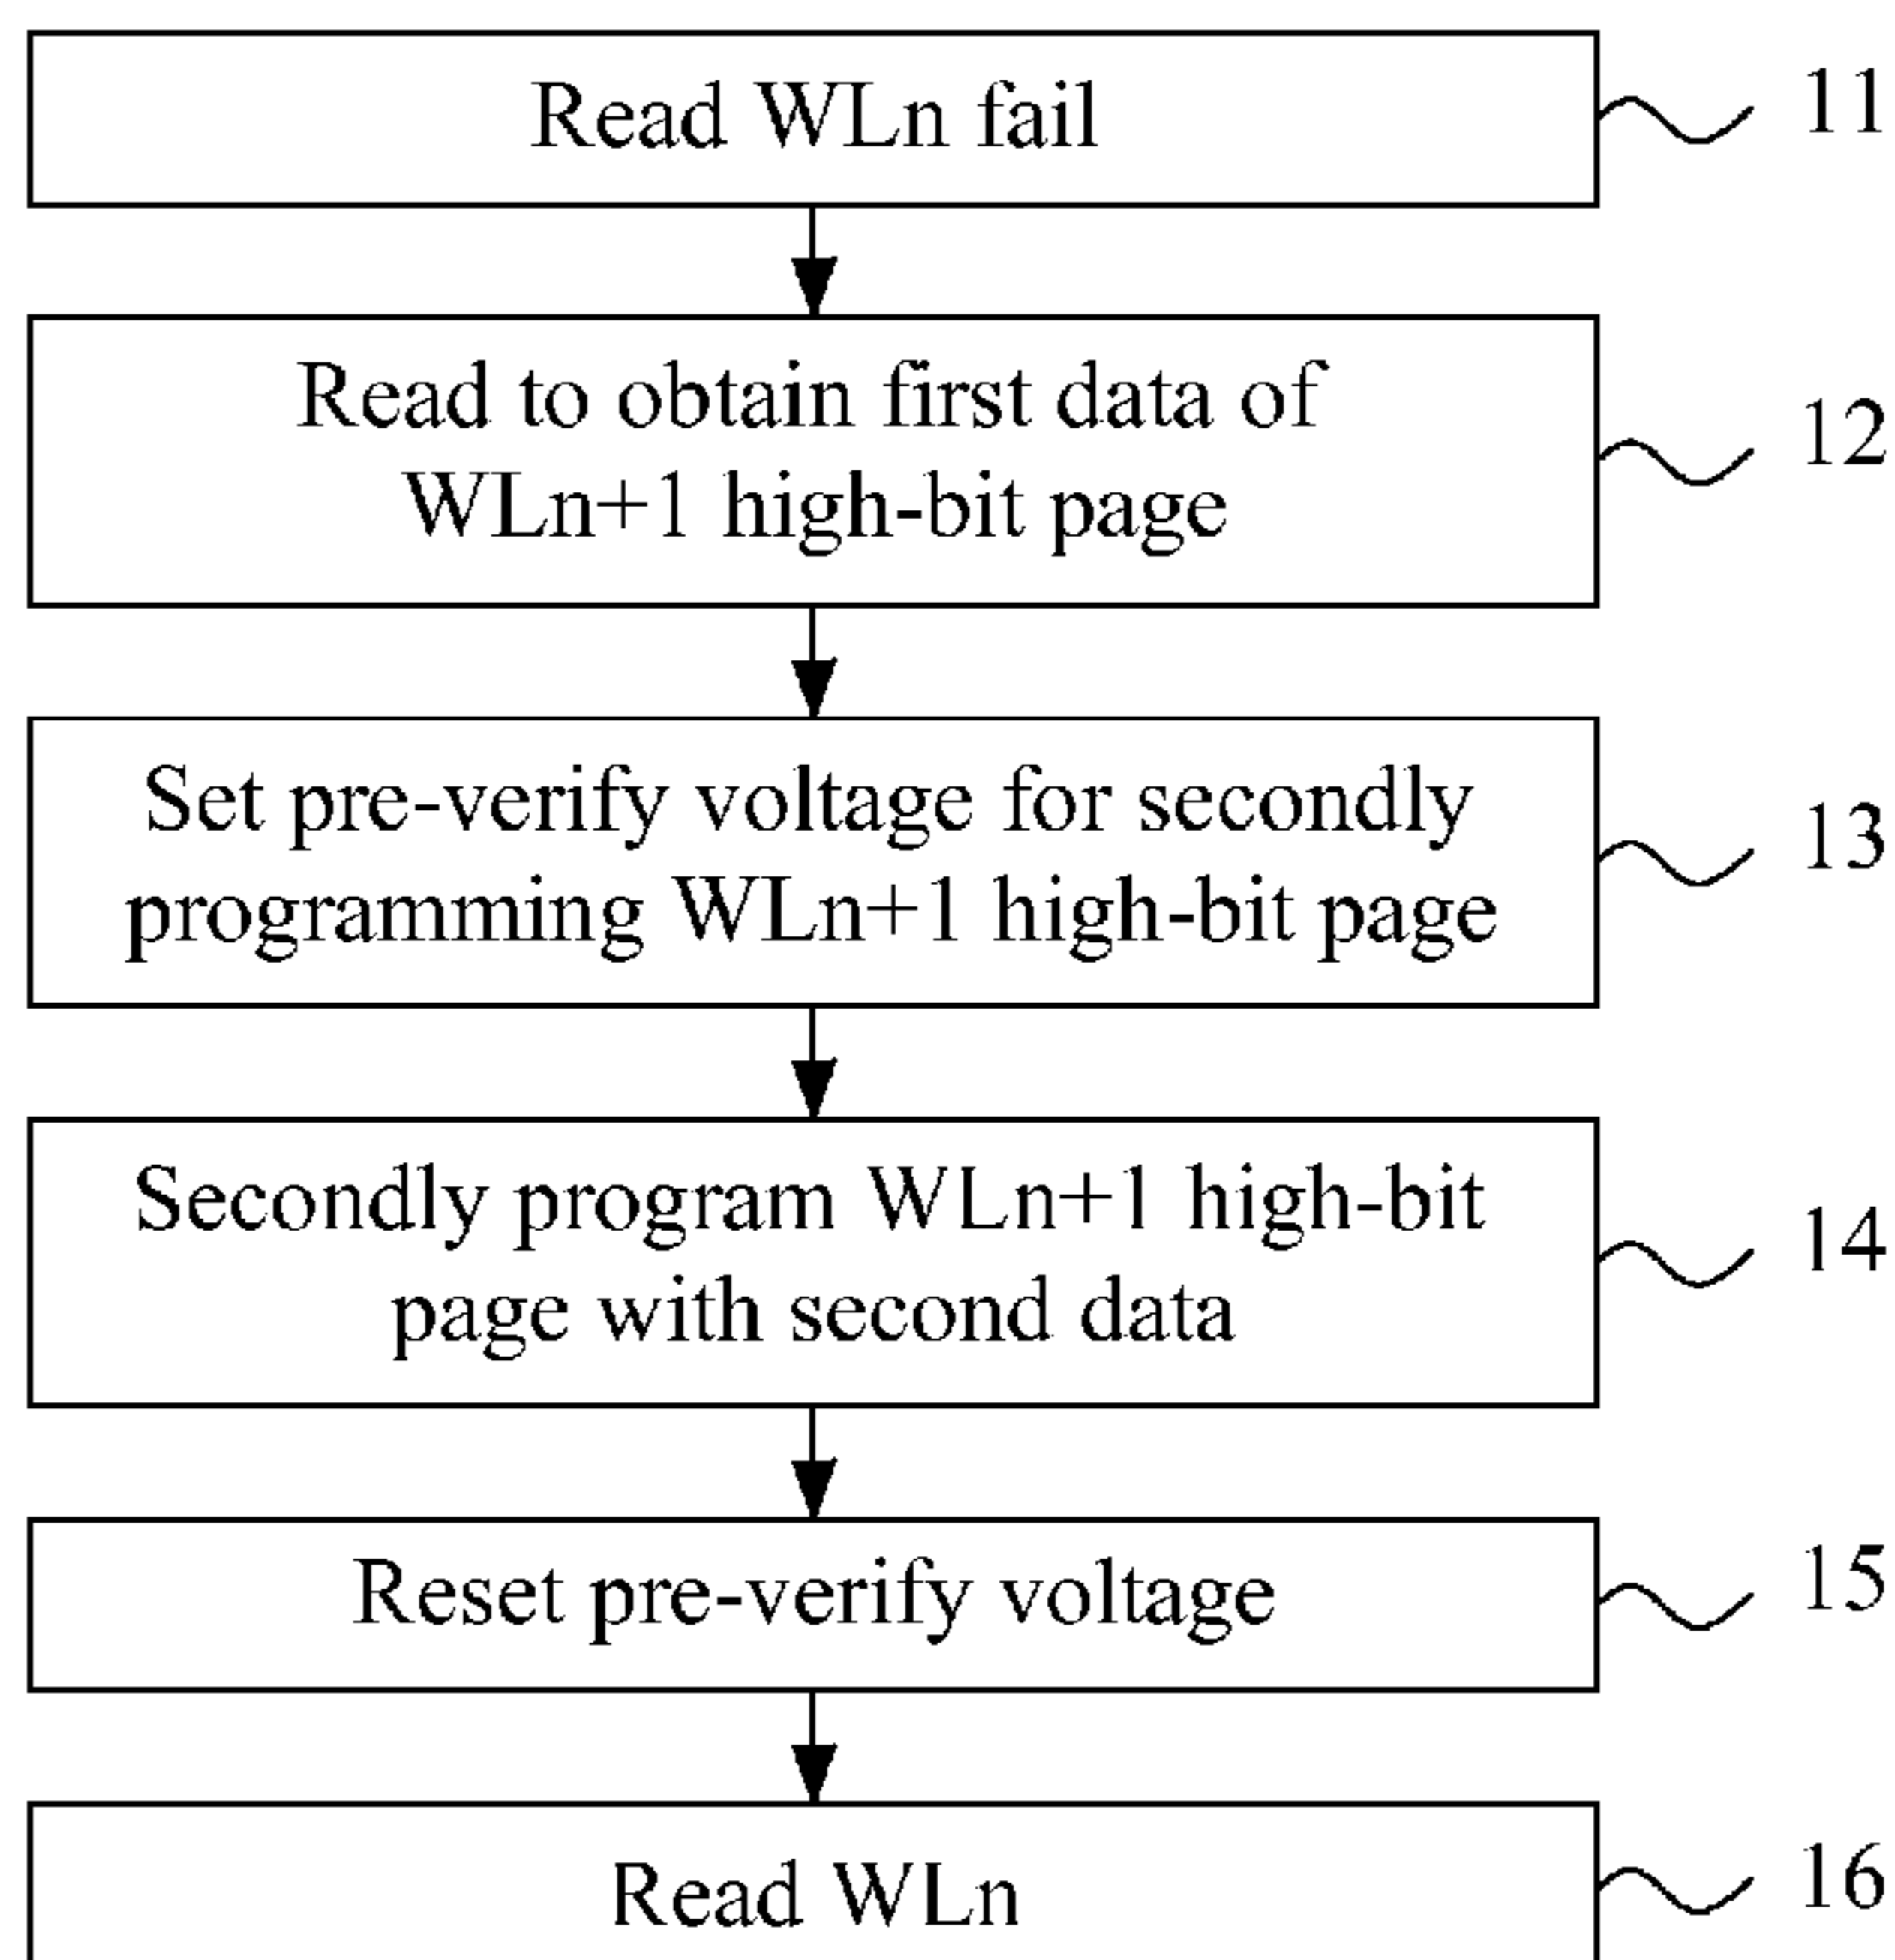 Read WLn fail
11
Read to obtain first data of
WLn+1 high-bit page
12
Set pre-verify voltage for secondly
programming WLn+1 high-bit page
13
Secondly program WLn+1 high-bit
page with second data
14
Reset pre-verify voltage
15
Read WLn
16